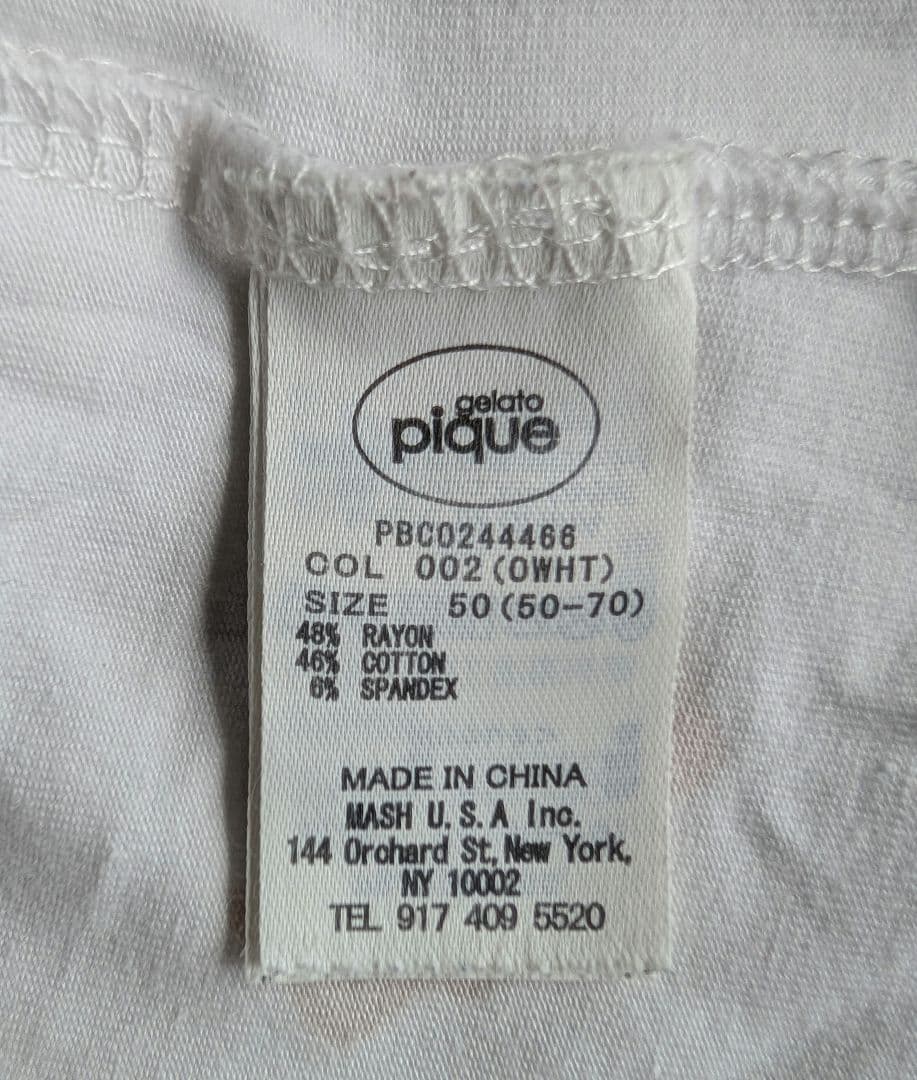 gelato
pique
PBCO244466
COL 002(OWHT)
SIZE 50(50-70)
48% RAYON
46% COTTON
6% SPANDEX
MADE IN CHINA
MASH U.S.A Inc.
144 Orchard St, New York,
NY 10002
TEL 917 409 5520